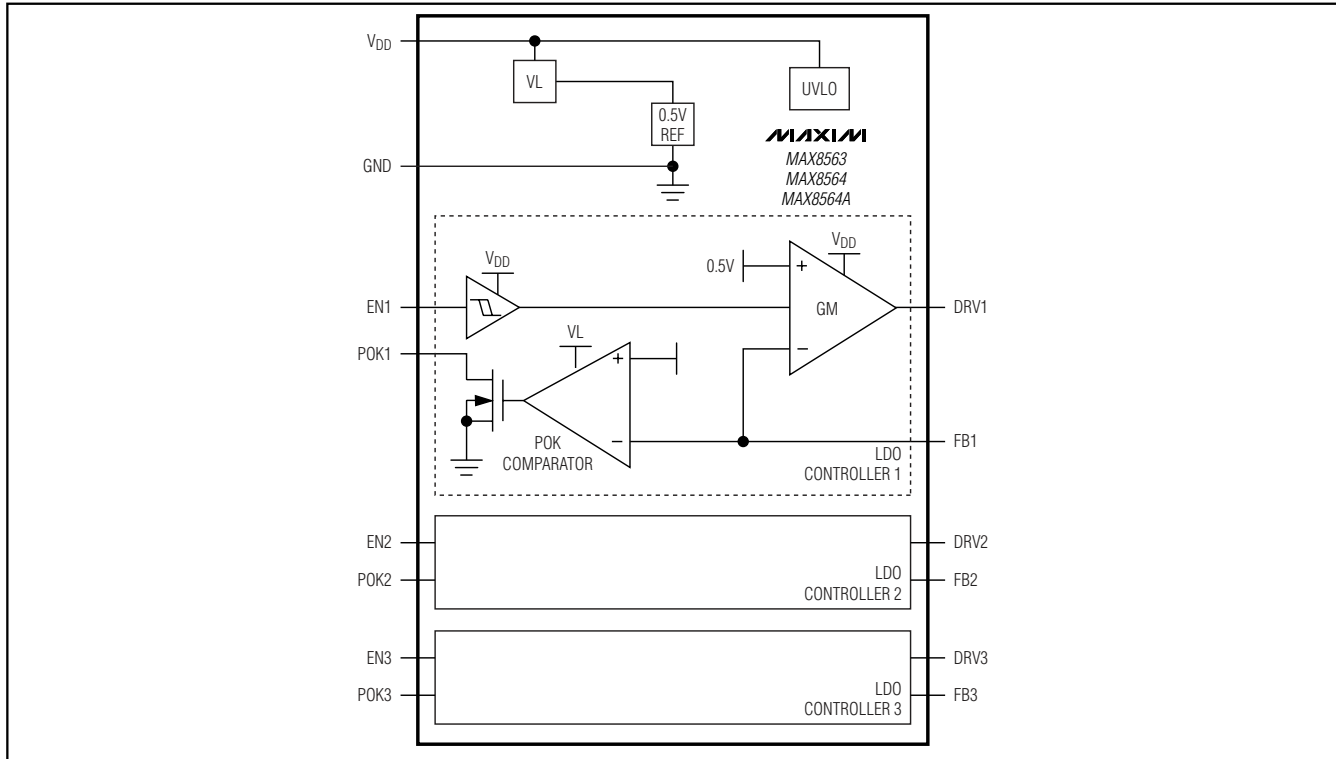 VDD
VL
UVLO
0.5V
REF
MAXIM
GND
MAX8563
MAX8564
MAX8564A
VDD
VDD
0.5V
+
EN1
GM
DRV1
VL
POK1
+
−
−
FB1
POK
COMPARATOR
LDO
CONTROLLER 1
EN2
DRV2
POK2
LDO
CONTROLLER 2
FB2
EN3
DRV3
POK3
LDO
CONTROLLER 3
FB3